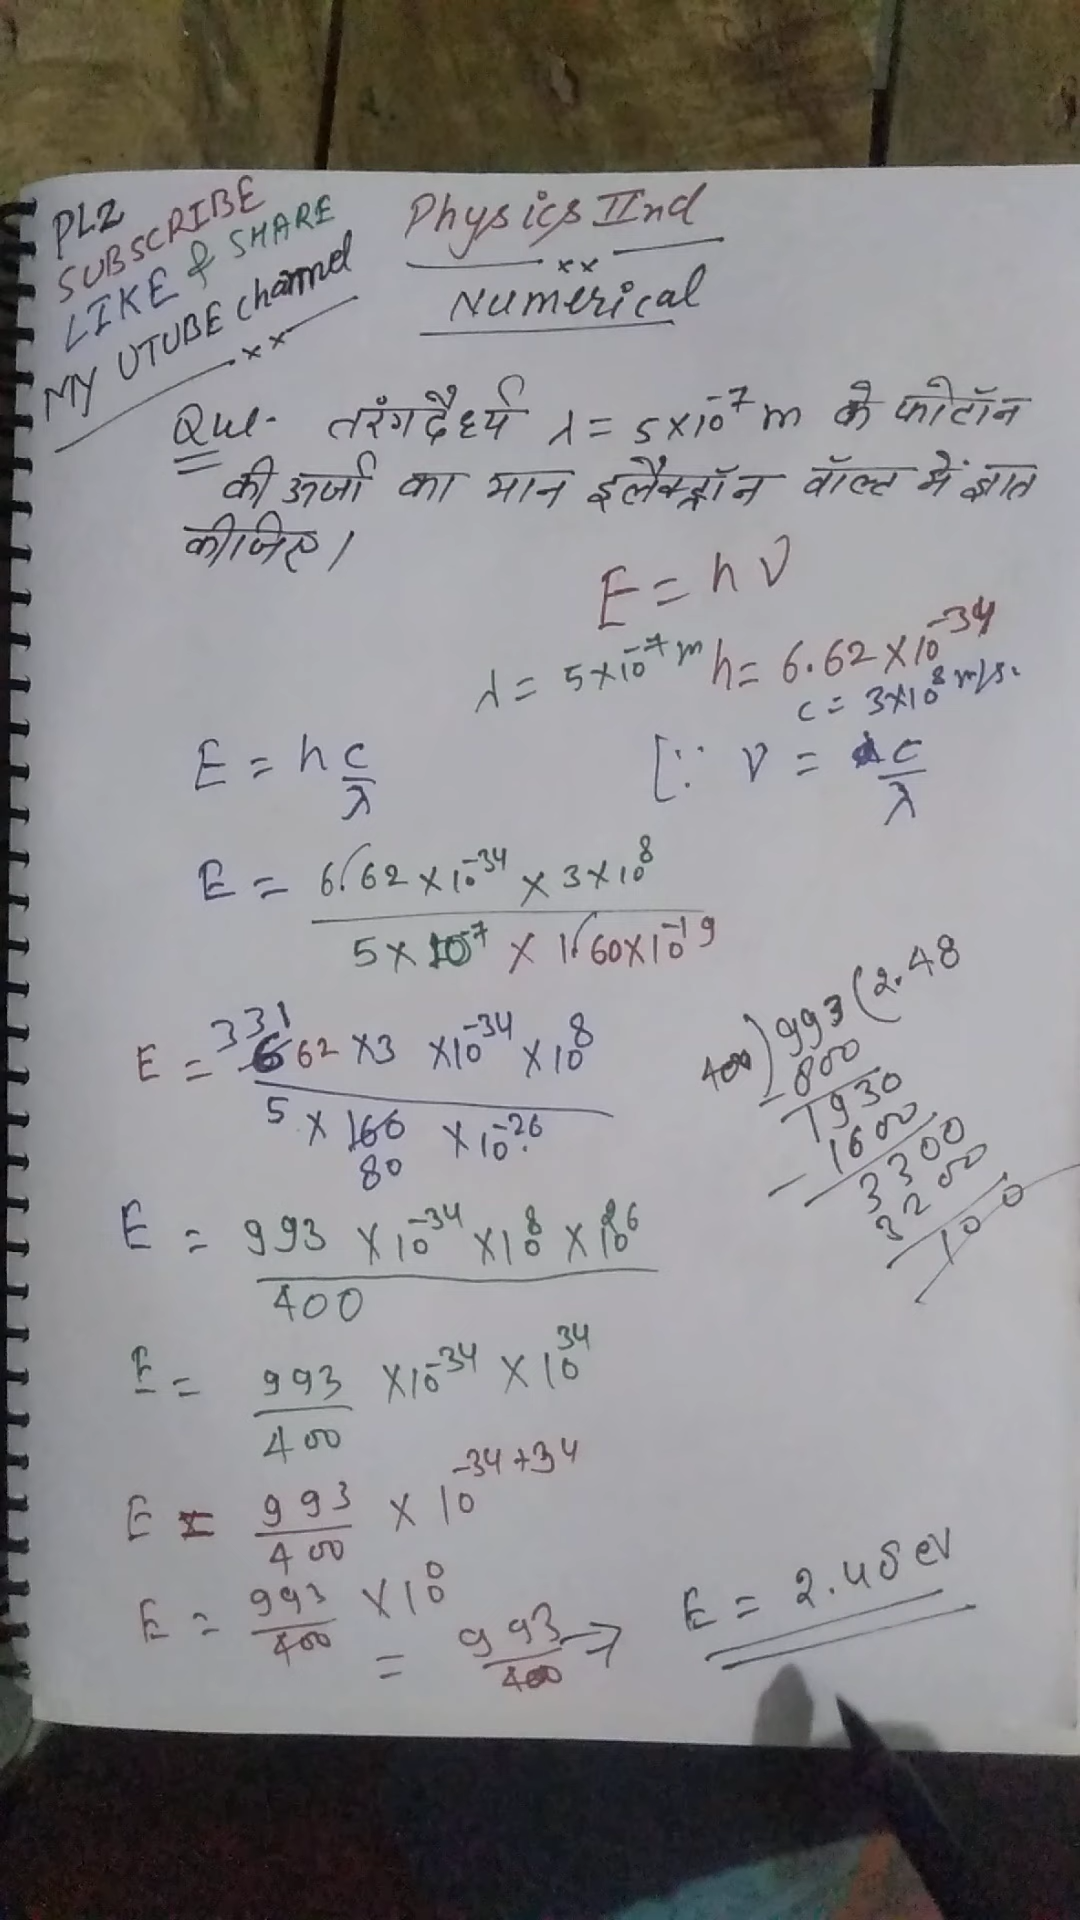 PLZ
SUBSCRIBE
LIKE & SHARE
MY UTUBE channel
Physics IInd
Numerical
Que- तरंगदैर्ध्य λ = 5×10⁻⁷ m के फोटॉन
की ऊर्जा का मान इलैक्ट्रॉन वॉल्ट में ज्ञात
कीजिए।
E = hν
λ = 5×10⁻⁷ m h = 6.62×10⁻³⁴
c = 3×10⁸ m/s.
E = h c/λ [∵ ν = c/λ
E = 6.62×10⁻³⁴ × 3×10⁸
5×10⁻⁷ × 1.60×10⁻¹⁹
331
E = 662 ×3 ×10⁻³⁴ ×10⁸
5 × 160 ×10⁻²⁶
80
E = 993 ×10⁻³⁴ ×10⁸ ×10²⁶
400
E = 993 ×10⁻³⁴ ×10³⁴
400
E = 993 × 10⁻³⁴⁺³⁴
400
E = 993 ×10⁰
400
= 993
400
→ E = 2.48 eV
400)993(2.48
800
1930
- 1600
3300
3200
100